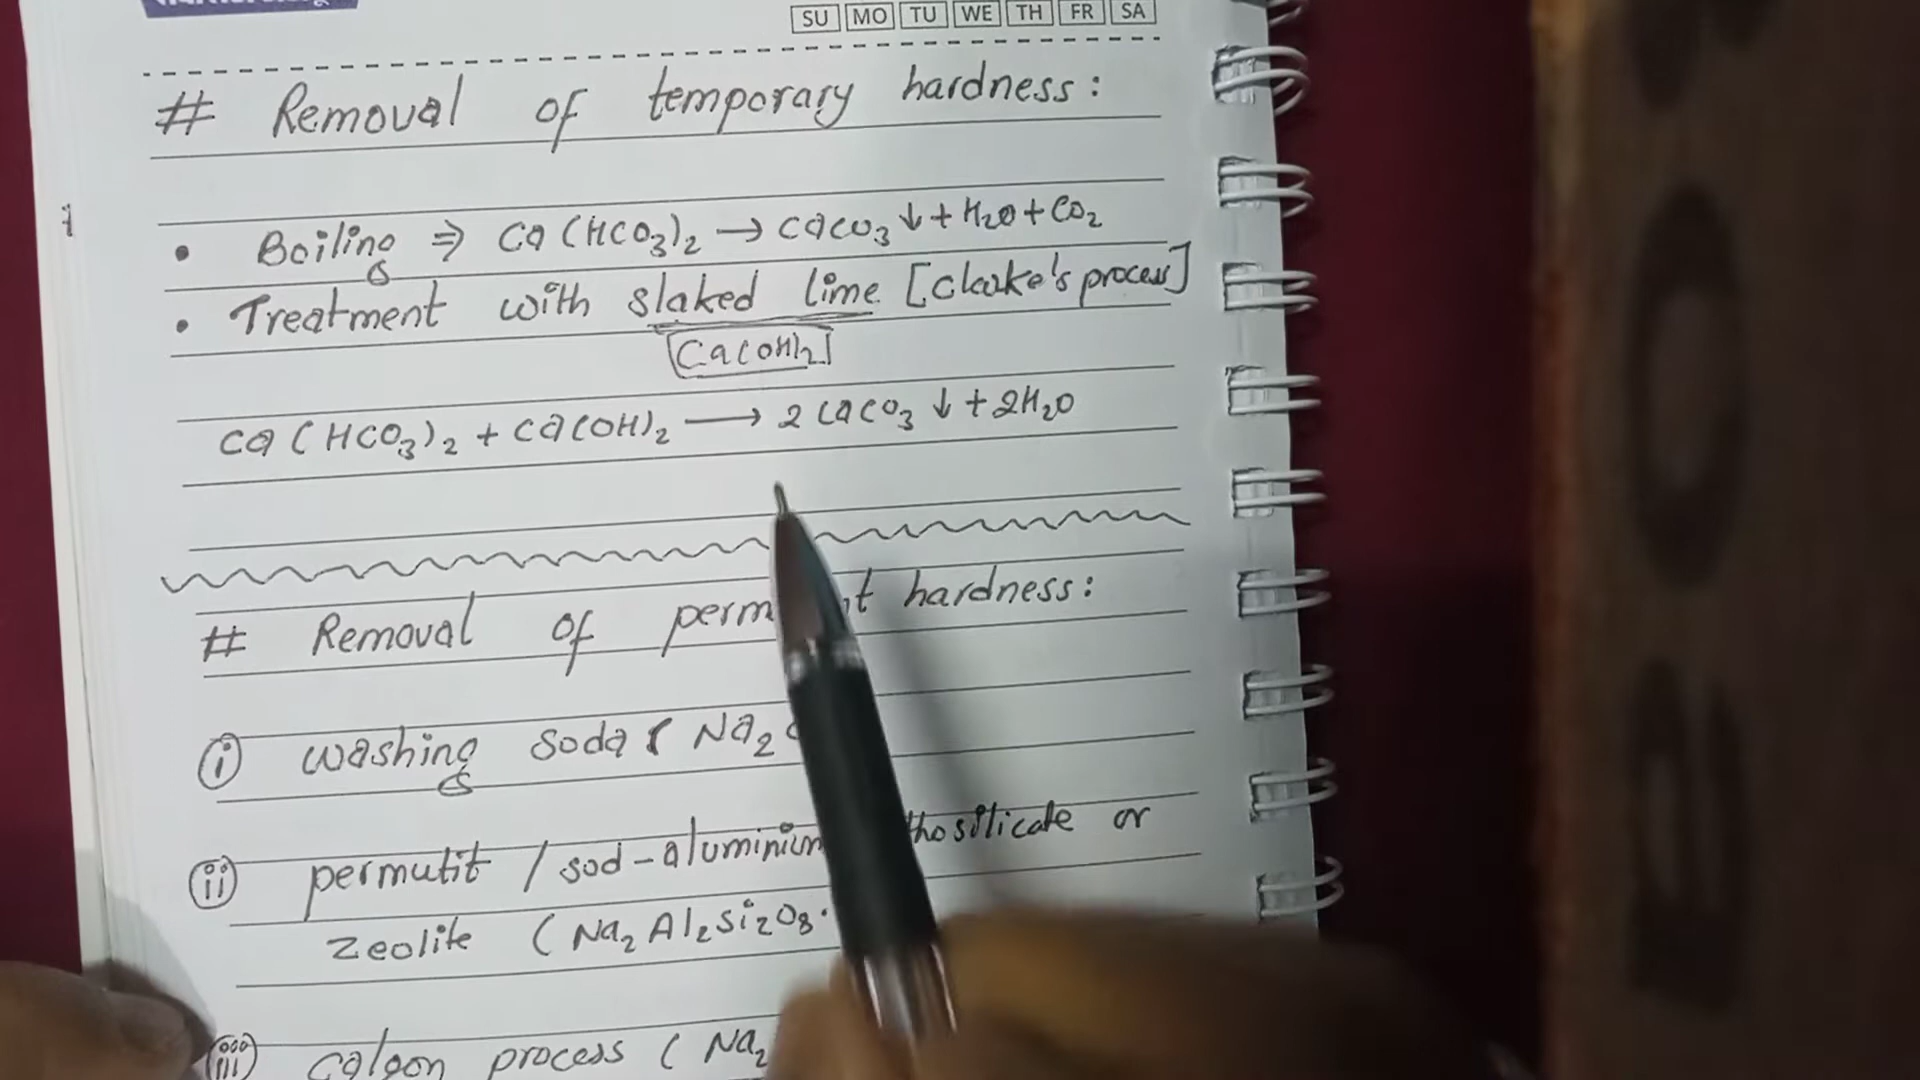 SU MO TU WE TH FR SA
# Removal of temporary hardness:
• Boiling ⇒ Ca(HCO₃)₂ → CaCO₃↓ + H₂O + CO₂
• Treatment with slaked lime [Clarke's process]
[Ca(OH)₂]
Ca(HCO₃)₂ + Ca(OH)₂ ⟶ 2CaCO₃↓ + 2H₂O
# Removal of hardness:
(i) washing soda ( Na₂
(ii) permutit / sod-aluminium thosilicate or
zeolite ( Na₂Al₂Si₂O₈.
(iii) calgon process ( Na₂